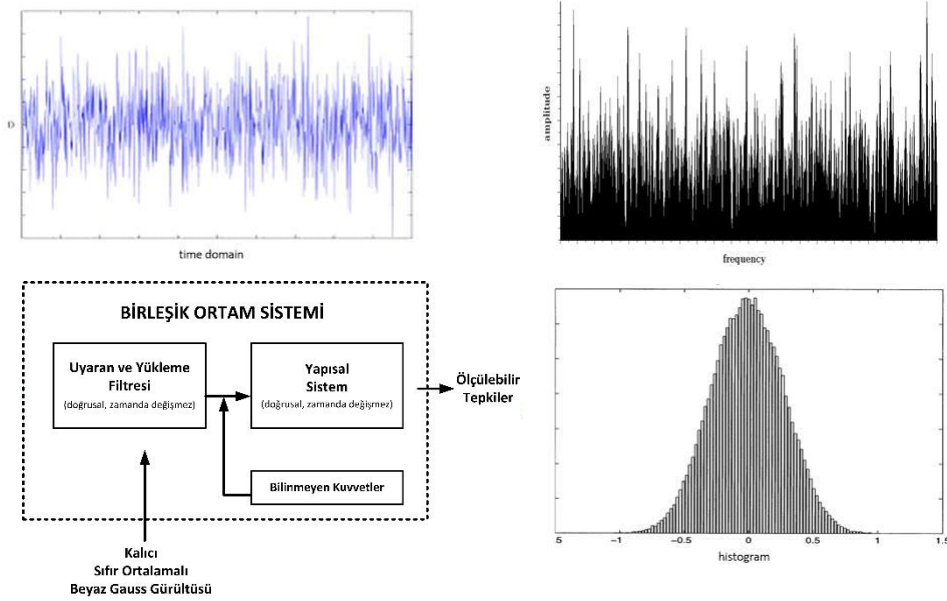 D
time domain
amplitude
frequency
BİRLEŞİK ORTAM SİSTEMİ
Uyaran ve Yükleme
Filtresi
(doğrusal, zamanda değişmez)
Yapısal
Sistem
(doğrusal, zamanda değişmez)
Ölçülebilir
Tepkiler
Bilinmeyen Kuvvetler
Kalıcı
Sıfır Ortalamalı
Beyaz Gauss Gürültüsü
.5 -1 -0.5 0 0.5 1 1.5
histogram